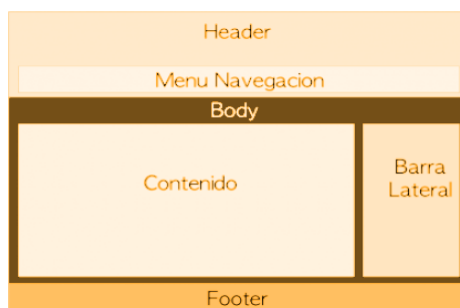 Header
Menu Navegacion
Body
Contenido
Barra
Lateral
Footer